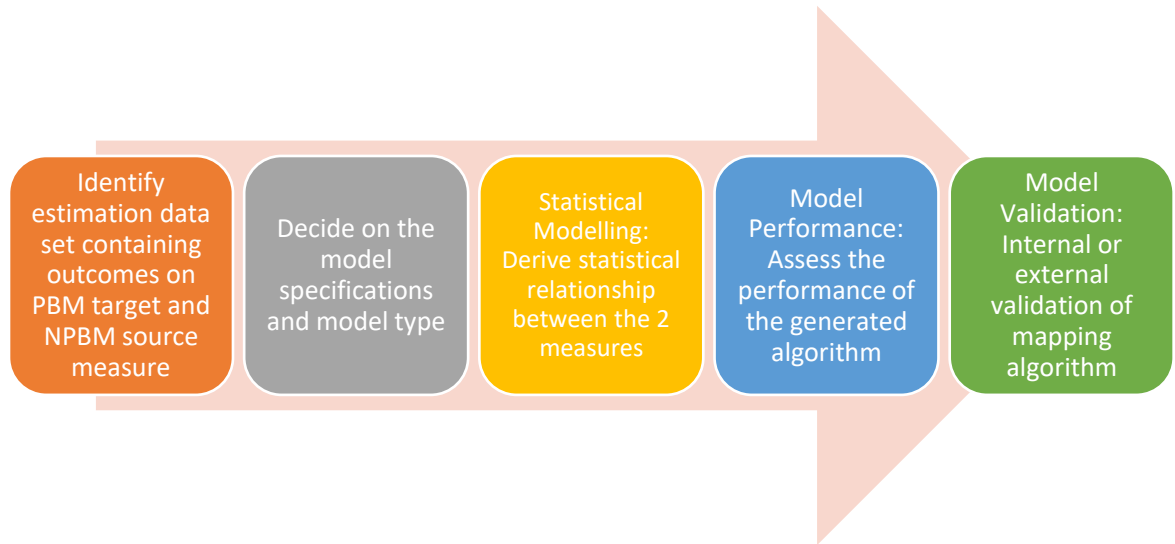 Identify
estimation data
set containing
outcomes on
PBM target and
NPBM source
measure
Decide on the
model
specifications
and model type
Statistical
Modelling:
Derive statistical
relationship
between the 2
measures
Model
Performance:
Assess the
performance of
the generated
algorithm
Model
Validation:
Internal or
external
validation of
mapping
algorithm